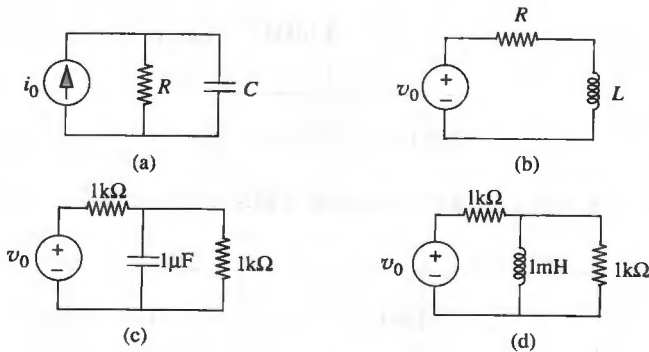 i₀ R C
(a)
R
v₀ + − L
(b)
1kΩ
v₀ + − 1μF 1kΩ
(c)
1kΩ
v₀ + − 1mH 1kΩ
(d)